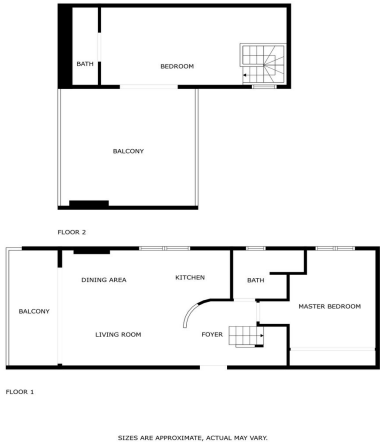 BATH
BEDROOM
BALCONY
FLOOR 2
DINING AREA
KITCHEN
BATH
MASTER BEDROOM
BALCONY
LIVING ROOM
FOYER
FLOOR 1
SIZES ARE APPROXIMATE, ACTUAL MAY VARY.